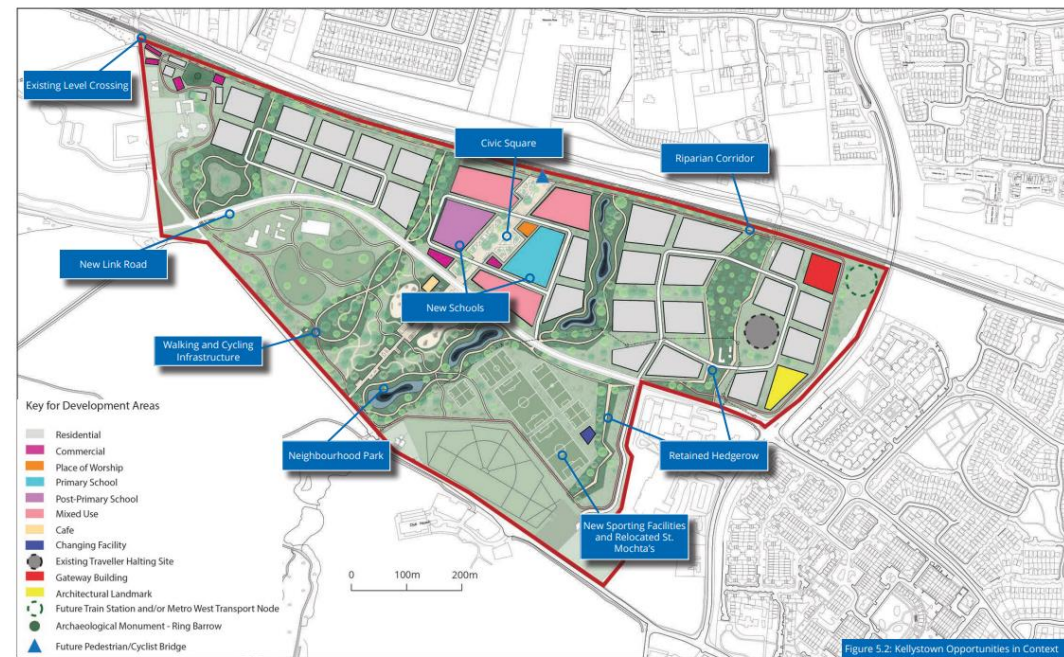 Existing Level Crossing
Civic Square
Riparian Corridor
New Link Road
New Schools
Walking and Cycling
Infrastructure
Neighbourhood Park
Retained Hedgerow
New Sporting Facilities
and Relocated St.
Mochta's
Key for Development Areas
Residential
Commercial
Place of Worship
Primary School
Post-Primary School
Mixed Use
Cafe
Changing Facility
Existing Traveller Halting Site
Gateway Building
Architectural Landmark
Future Train Station and/or Metro West Transport Node
Archaeological Monument - Ring Barrow
Future Pedestrian/Cyclist Bridge
0 100m 200m
Figure 5.2: Kellystown Opportunities in Context